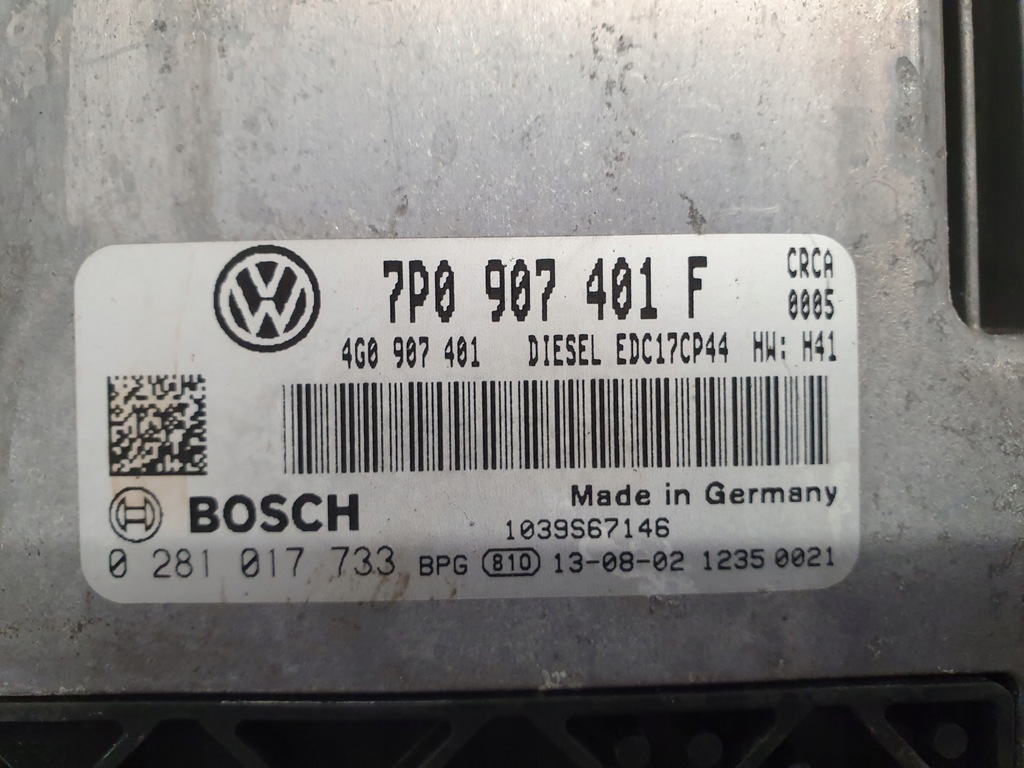 7P0 907 401 F
CRCA
0005
4G0 907 401 DIESEL EDC17CP44 HW: H41
Made in Germany
BOSCH
1039S67146
0 281 017 733 BPG 810 13-08-02 1235 0021